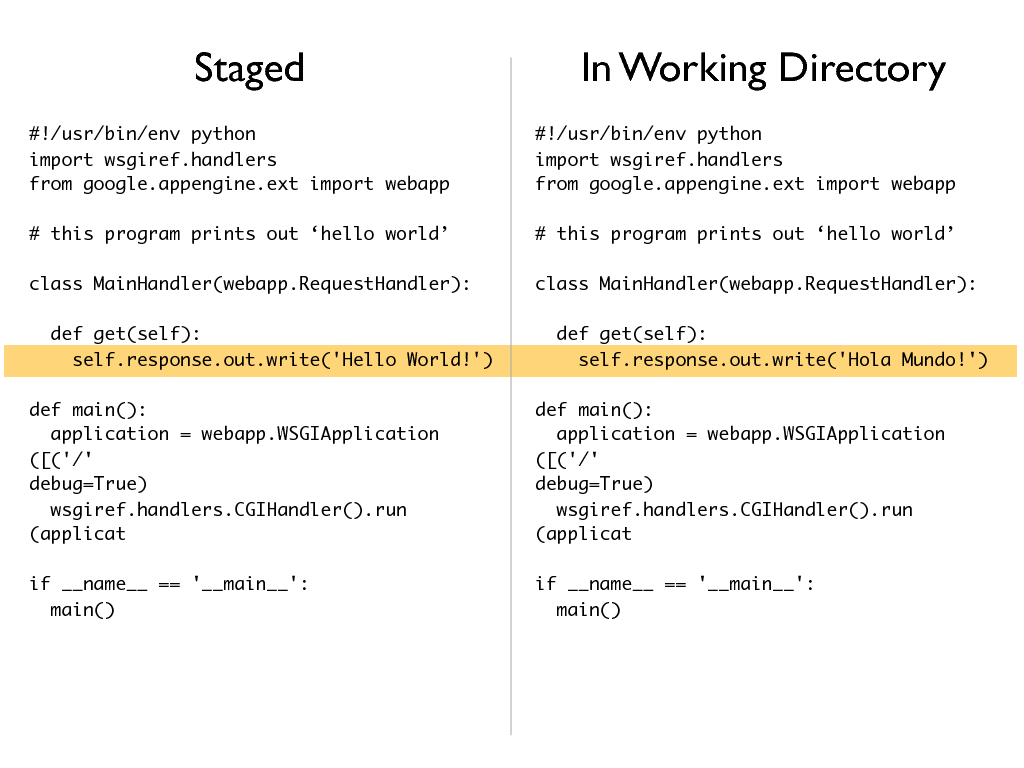 Staged
#!/usr/bin/env python
import wsgiref.handlers
from google.appengine.ext import webapp
# this program prints out ‘hello world’
class MainHandler(webapp.RequestHandler):
  def get(self):
    self.response.out.write('Hello World!')
def main():
  application = webapp.WSGIApplication
([('/'
debug=True)
  wsgiref.handlers.CGIHandler().run
(applicat
if __name__ == '__main__':
  main()
In Working Directory
#!/usr/bin/env python
import wsgiref.handlers
from google.appengine.ext import webapp
# this program prints out ‘hello world’
class MainHandler(webapp.RequestHandler):
  def get(self):
    self.response.out.write('Hola Mundo!')
def main():
  application = webapp.WSGIApplication
([('/'
debug=True)
  wsgiref.handlers.CGIHandler().run
(applicat
if __name__ == '__main__':
  main()